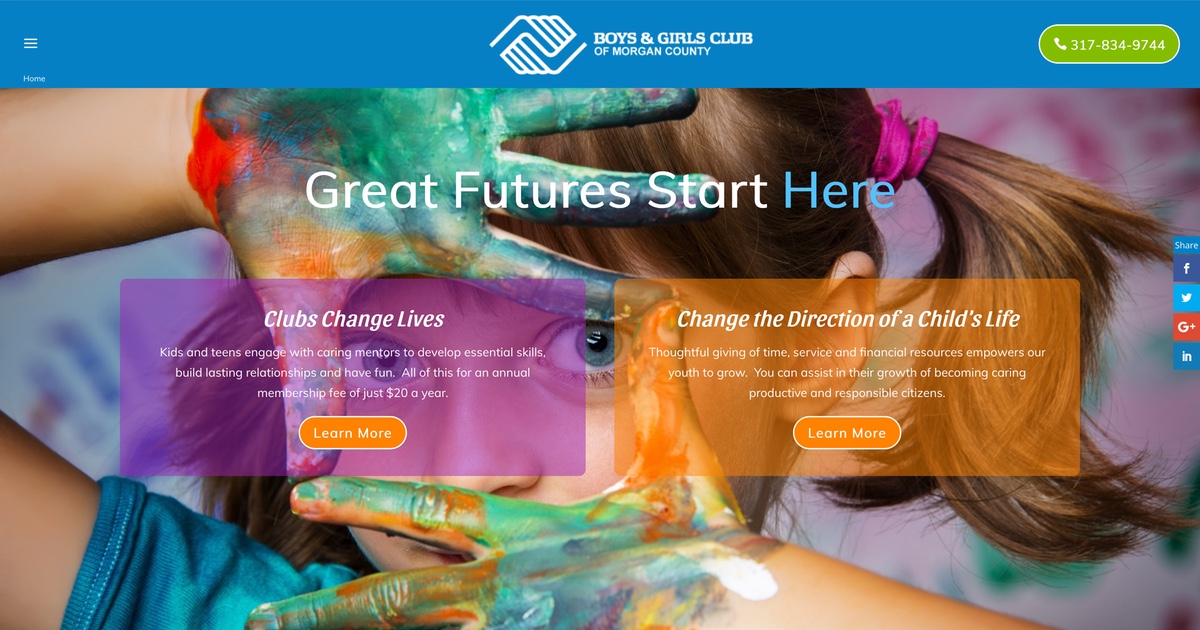 BOYS & GIRLS CLUB
OF MORGAN COUNTY
317-834-9744
Home
Great Futures Start Here
Share
Clubs Change Lives
Kids and teens engage with caring mentors to develop essential skills,
build lasting relationships and have fun.  All of this for an annual
membership fee of just $20 a year.
Learn More
Change the Direction of a Child's Life
Thoughtful giving of time, service and financial resources empowers our
youth to grow.  You can assist in their growth of becoming caring
productive and responsible citizens.
Learn More
f
G+
in